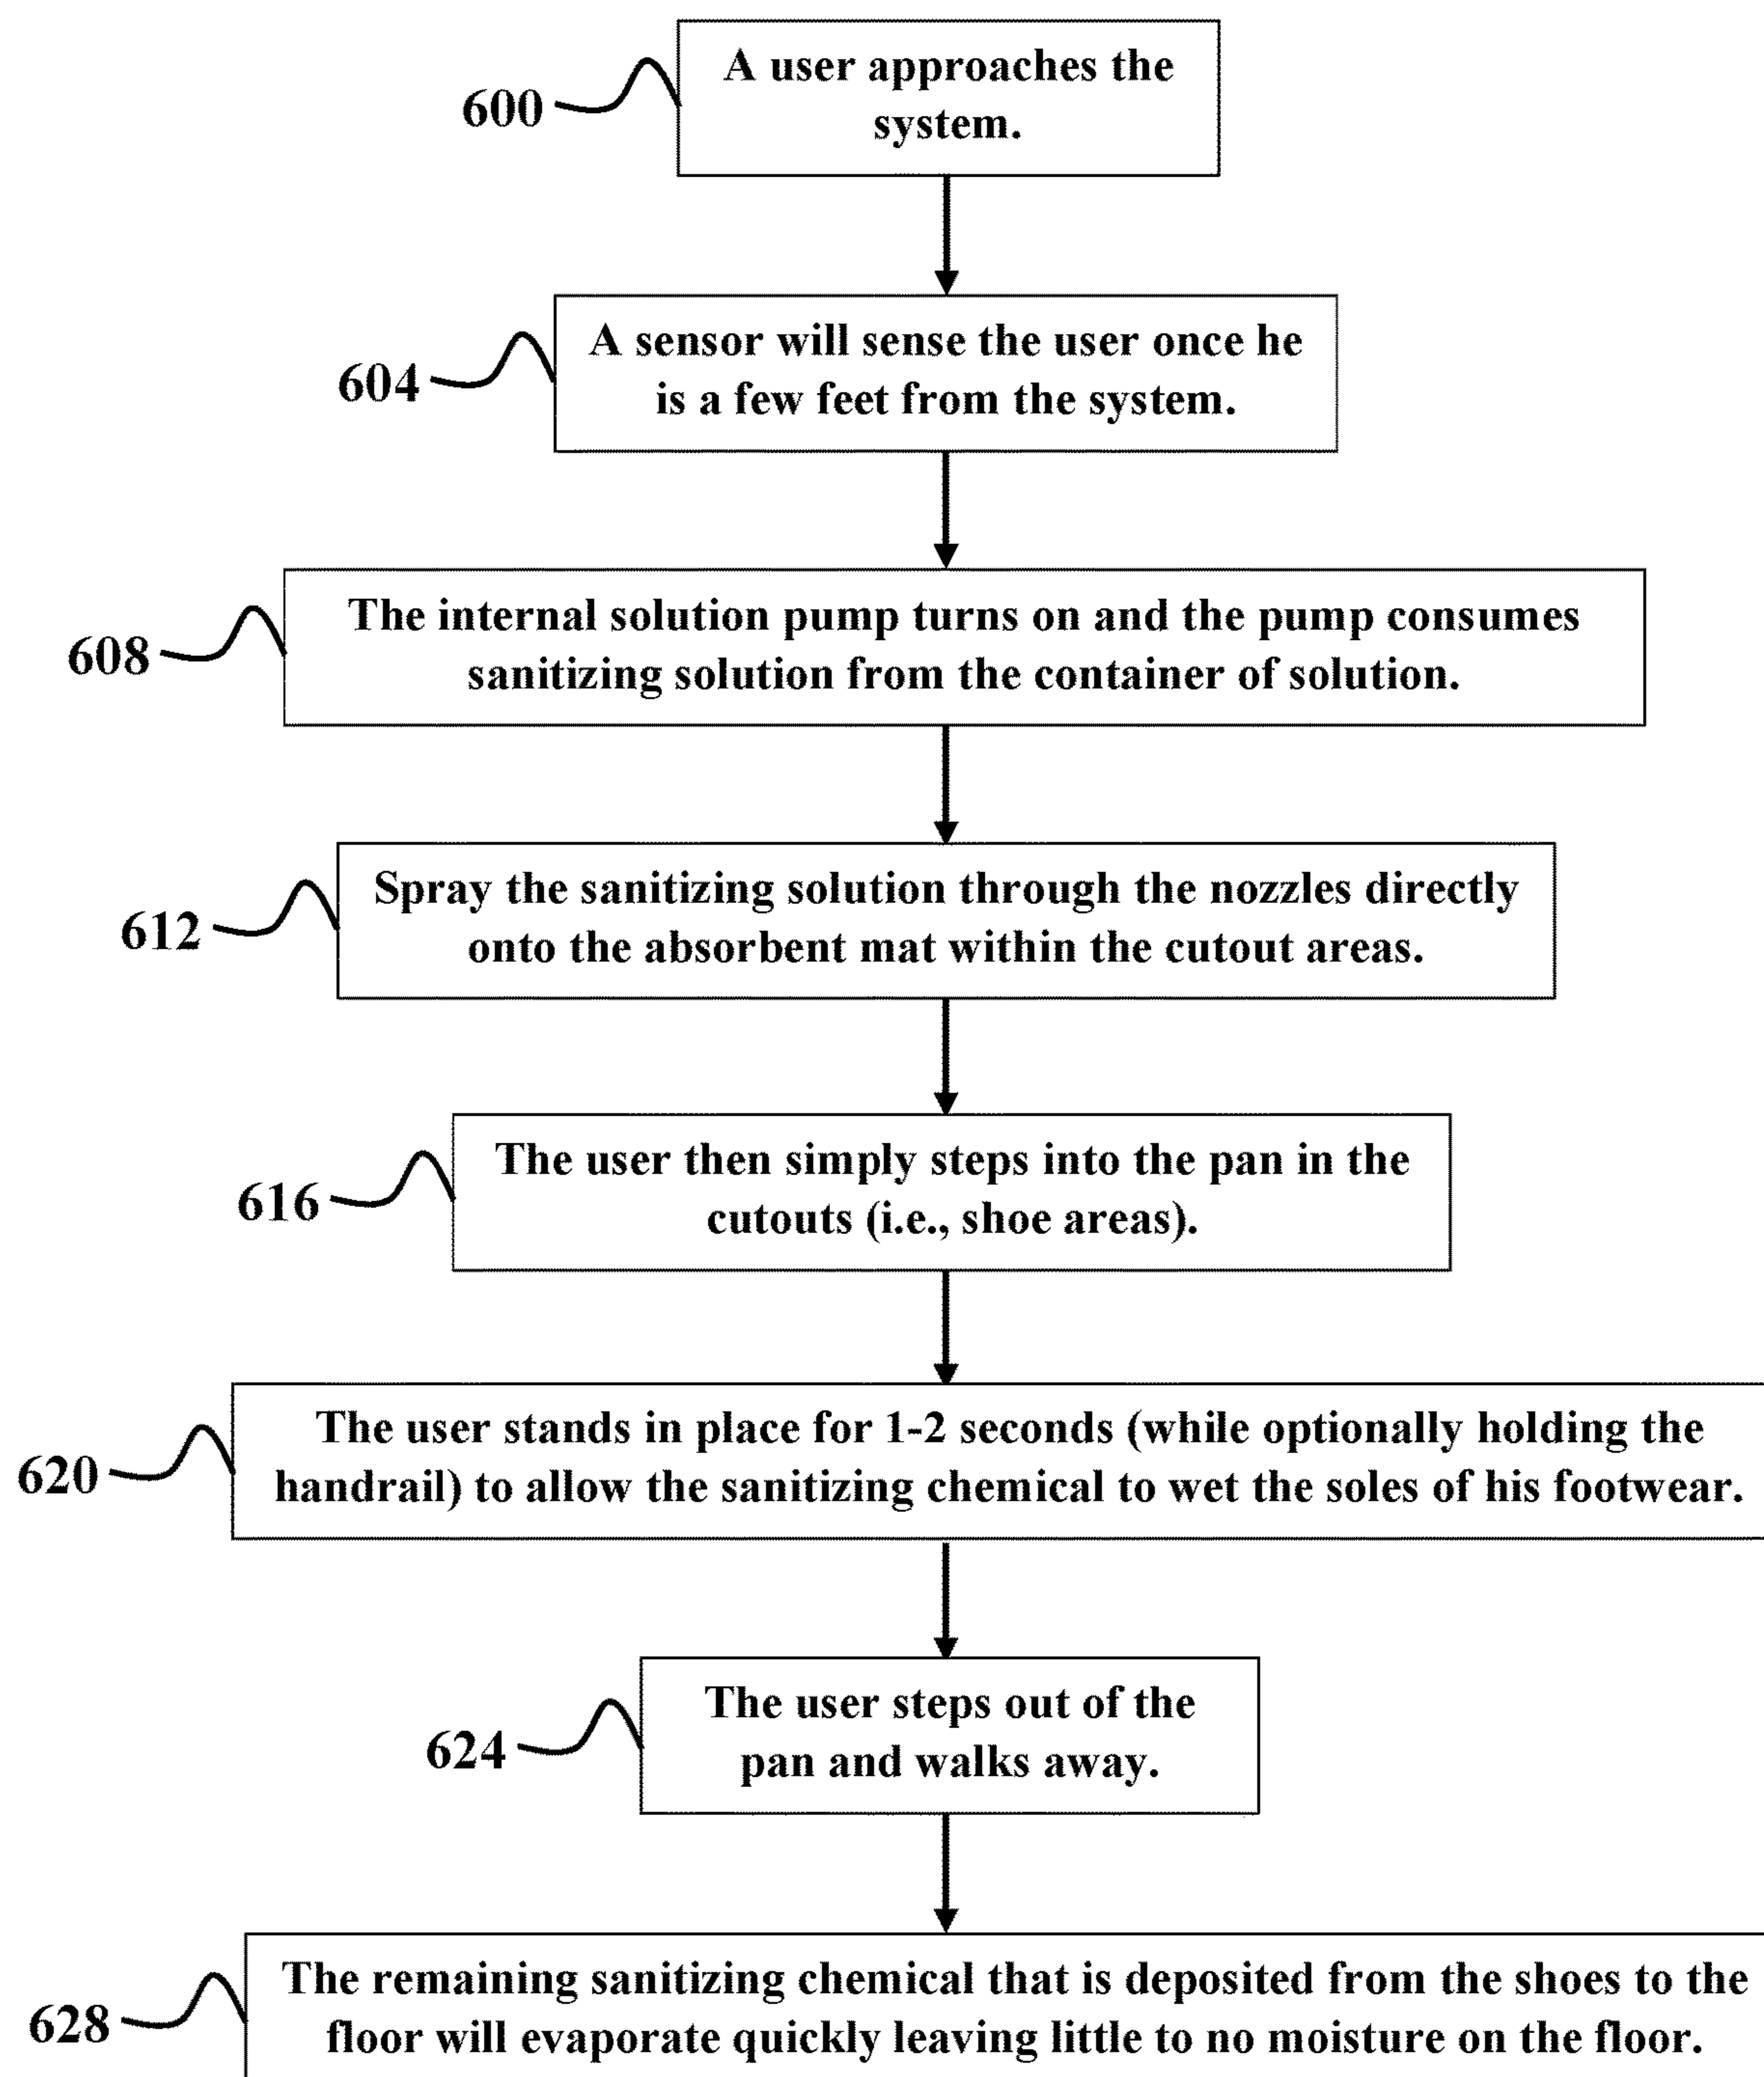 A user approaches the
system.
600
A sensor will sense the user once he
is a few feet from the system.
604
The internal solution pump turns on and the pump consumes
sanitizing solution from the container of solution.
608
Spray the sanitizing solution through the nozzles directly
onto the absorbent mat within the cutout areas.
612
The user then simply steps into the pan in the
cutouts (i.e., shoe areas).
616
The user stands in place for 1-2 seconds (while optionally holding the
handrail) to allow the sanitizing chemical to wet the soles of his footwear.
620
The user steps out of the
pan and walks away.
624
The remaining sanitizing chemical that is deposited from the shoes to the
floor will evaporate quickly leaving little to no moisture on the floor.
628